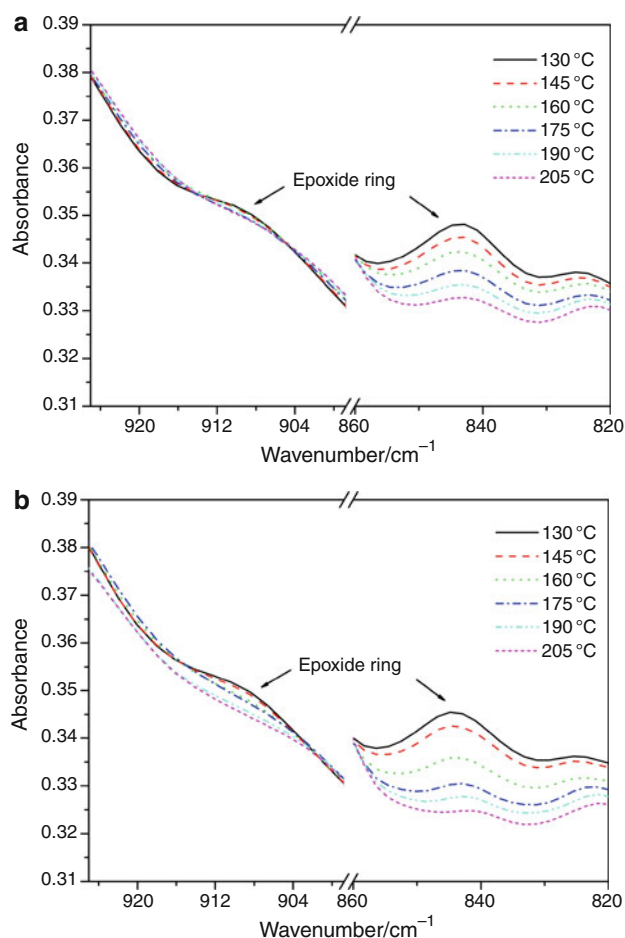 a
0.39
0.38
0.37
0.36
0.35
0.34
0.33
0.32
0.31
Absorbance
Epoxide ring
130 °C
145 °C
160 °C
175 °C
190 °C
205 °C
920 912 904 860 840 820
Wavenumber/cm⁻¹
b
0.39
0.38
0.37
0.36
0.35
0.34
0.33
0.32
0.31
Absorbance
Epoxide ring
130 °C
145 °C
160 °C
175 °C
190 °C
205 °C
920 912 904 860 840 820
Wavenumber/cm⁻¹